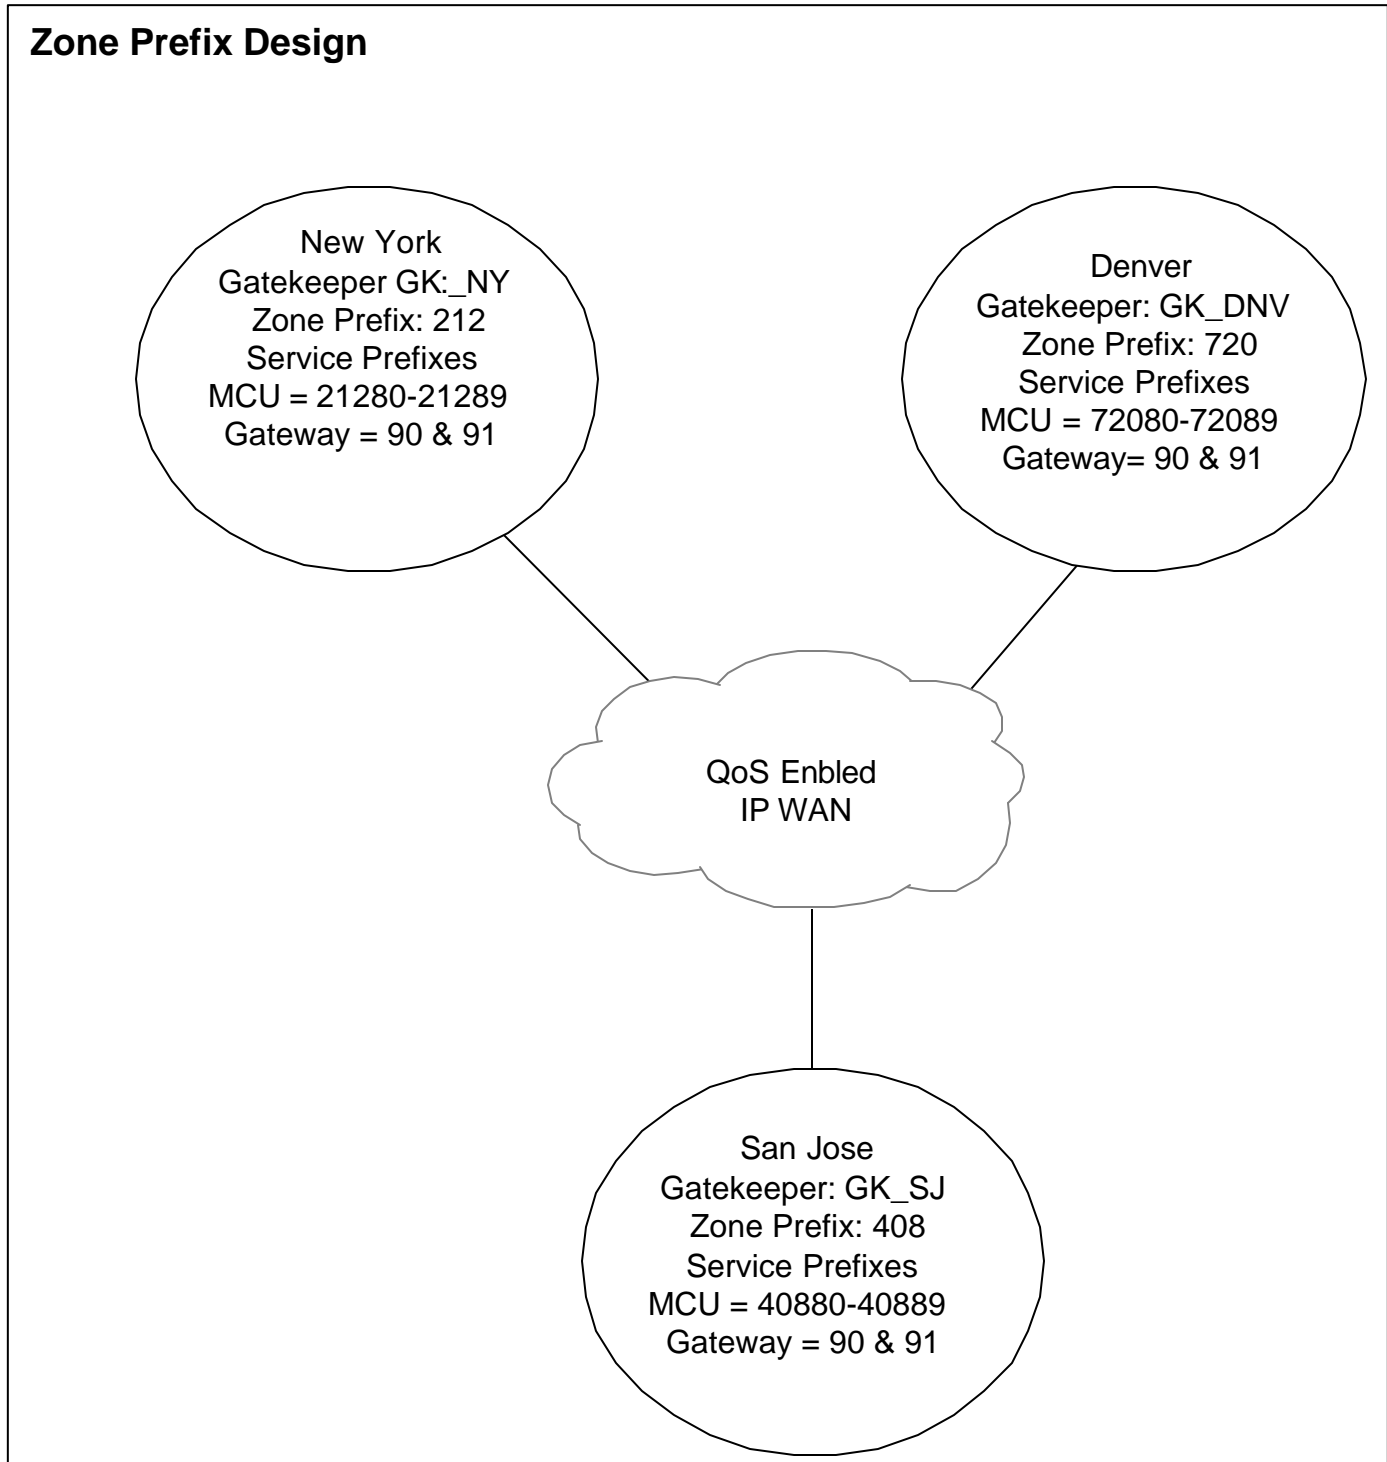 Zone Prefix Design
New York
Gatekeeper GK:_NY
Zone Prefix: 212
Service Prefixes
MCU = 21280-21289
Gateway = 90 & 91
Denver
Gatekeeper: GK_DNV
Zone Prefix: 720
Service Prefixes
MCU = 72080-72089
Gateway= 90 & 91
QoS Enbled
IP WAN
San Jose
Gatekeeper: GK_SJ
Zone Prefix: 408
Service Prefixes
MCU = 40880-40889
Gateway = 90 & 91